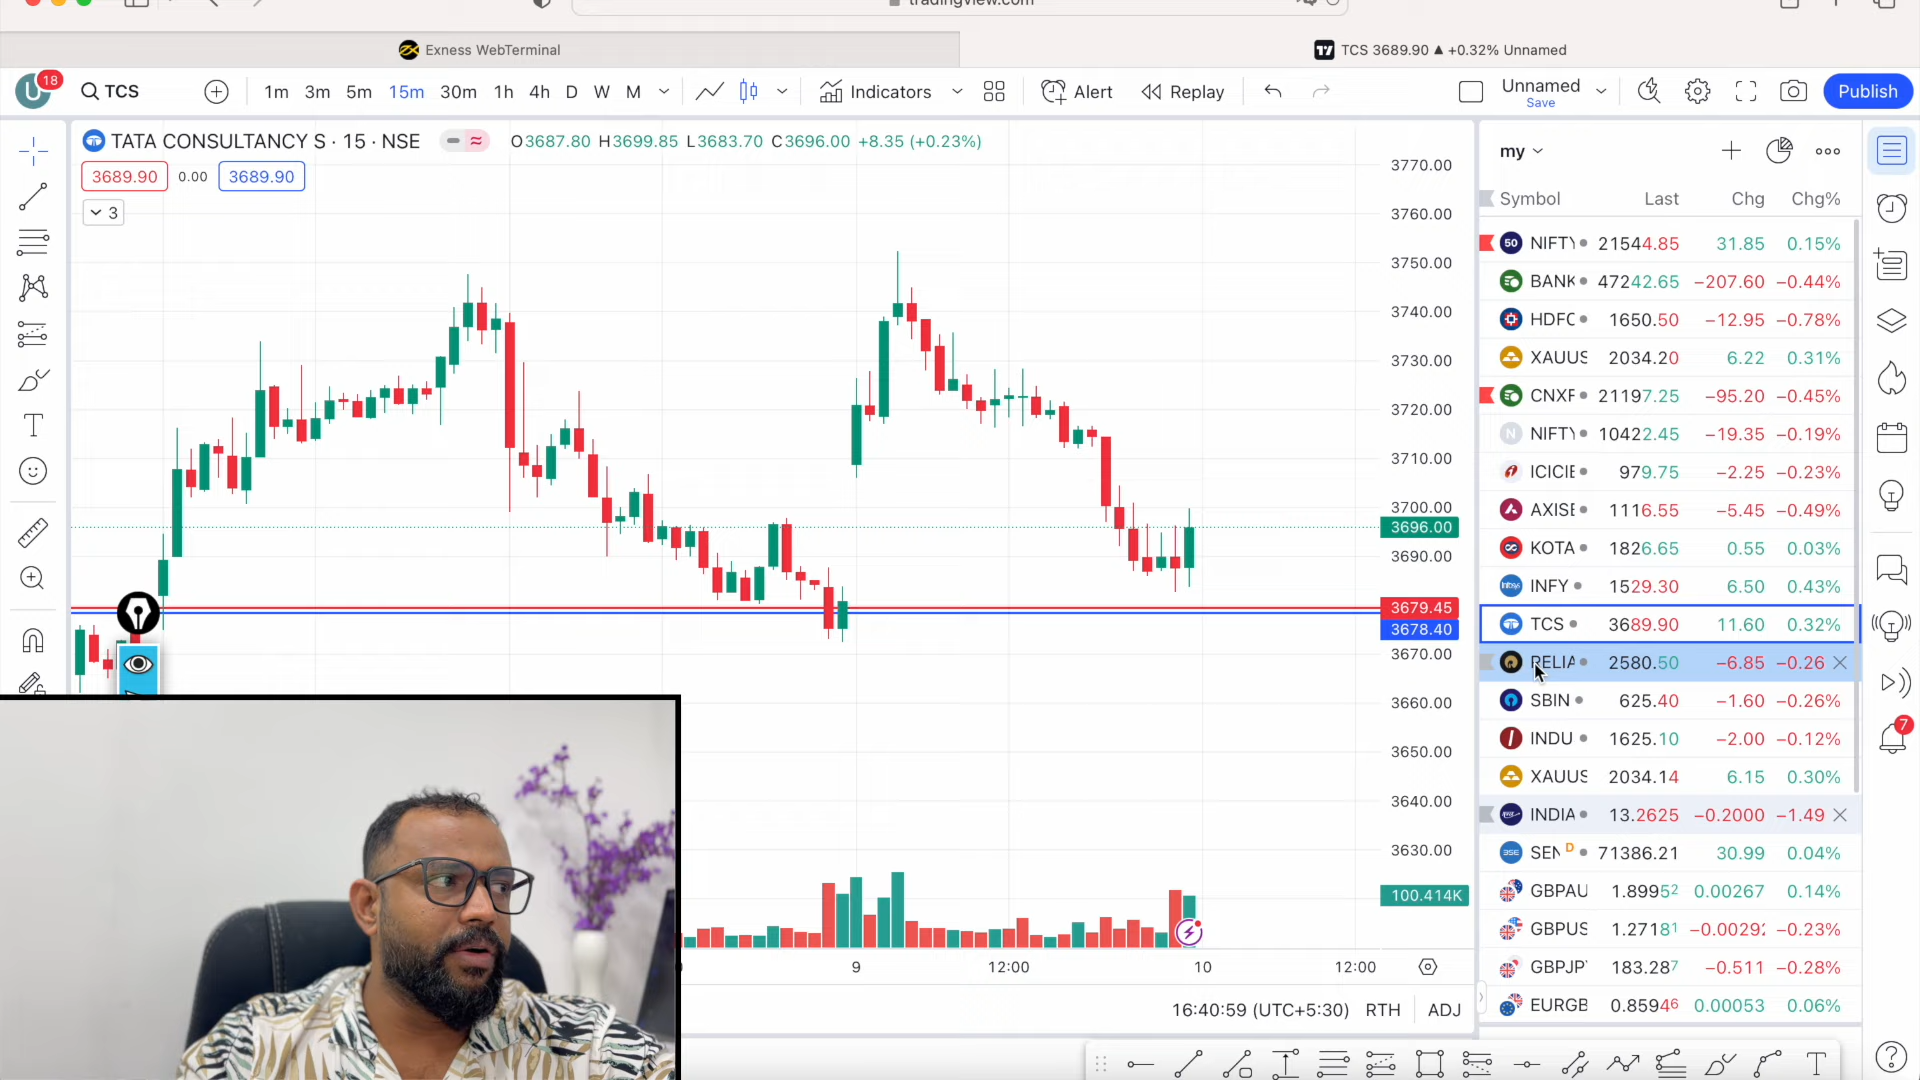 tradingview.com
Exness WebTerminal
TCS 3689.90 ▲ +0.32% Unnamed
U 18
TCS
1m 3m 5m 15m 30m 1h 4h D W M
Indicators
Alert
Replay
Unnamed
Save
Publish
TATA CONSULTANCY S · 15 · NSE
O3687.80 H3699.85 L3683.70 C3696.00 +8.35 (+0.23%)
3689.90 0.00 3689.90
3
3770.00
3760.00
3750.00
3740.00
3730.00
3720.00
3710.00
3700.00
3696.00
3690.00
3679.45
3678.40
3670.00
3660.00
3650.00
3640.00
3630.00
100.414K
9 12:00 10 12:00
16:40:59 (UTC+5:30) RTH ADJ
my
Symbol Last Chg Chg%
50 NIFTY 21544.85 31.85 0.15%
BANK 47242.65 −207.60 −0.44%
HDFC 1650.50 −12.95 −0.78%
XAUUS 2034.20 6.22 0.31%
CNXF 21197.25 −95.20 −0.45%
N NIFTY 10422.45 −19.35 −0.19%
ICICIB 979.75 −2.25 −0.23%
AXISB 1116.55 −5.45 −0.49%
KOTA 1826.65 0.55 0.03%
Infosys INFY 1529.30 6.50 0.43%
TCS 3689.90 11.60 0.32%
RELIA 2580.50 −6.85 −0.26
SBIN 625.40 −1.60 −0.26%
INDU 1625.10 −2.00 −0.12%
XAUUS 2034.14 6.15 0.30%
INDIA 13.2625 −0.2000 −1.49
BSE SEN D 71386.21 30.99 0.04%
GBPAU 1.89952 0.00267 0.14%
GBPUS 1.27181 −0.00292 −0.23%
GBPJP 183.287 −0.511 −0.28%
EURGB 0.85946 0.00053 0.06%
7